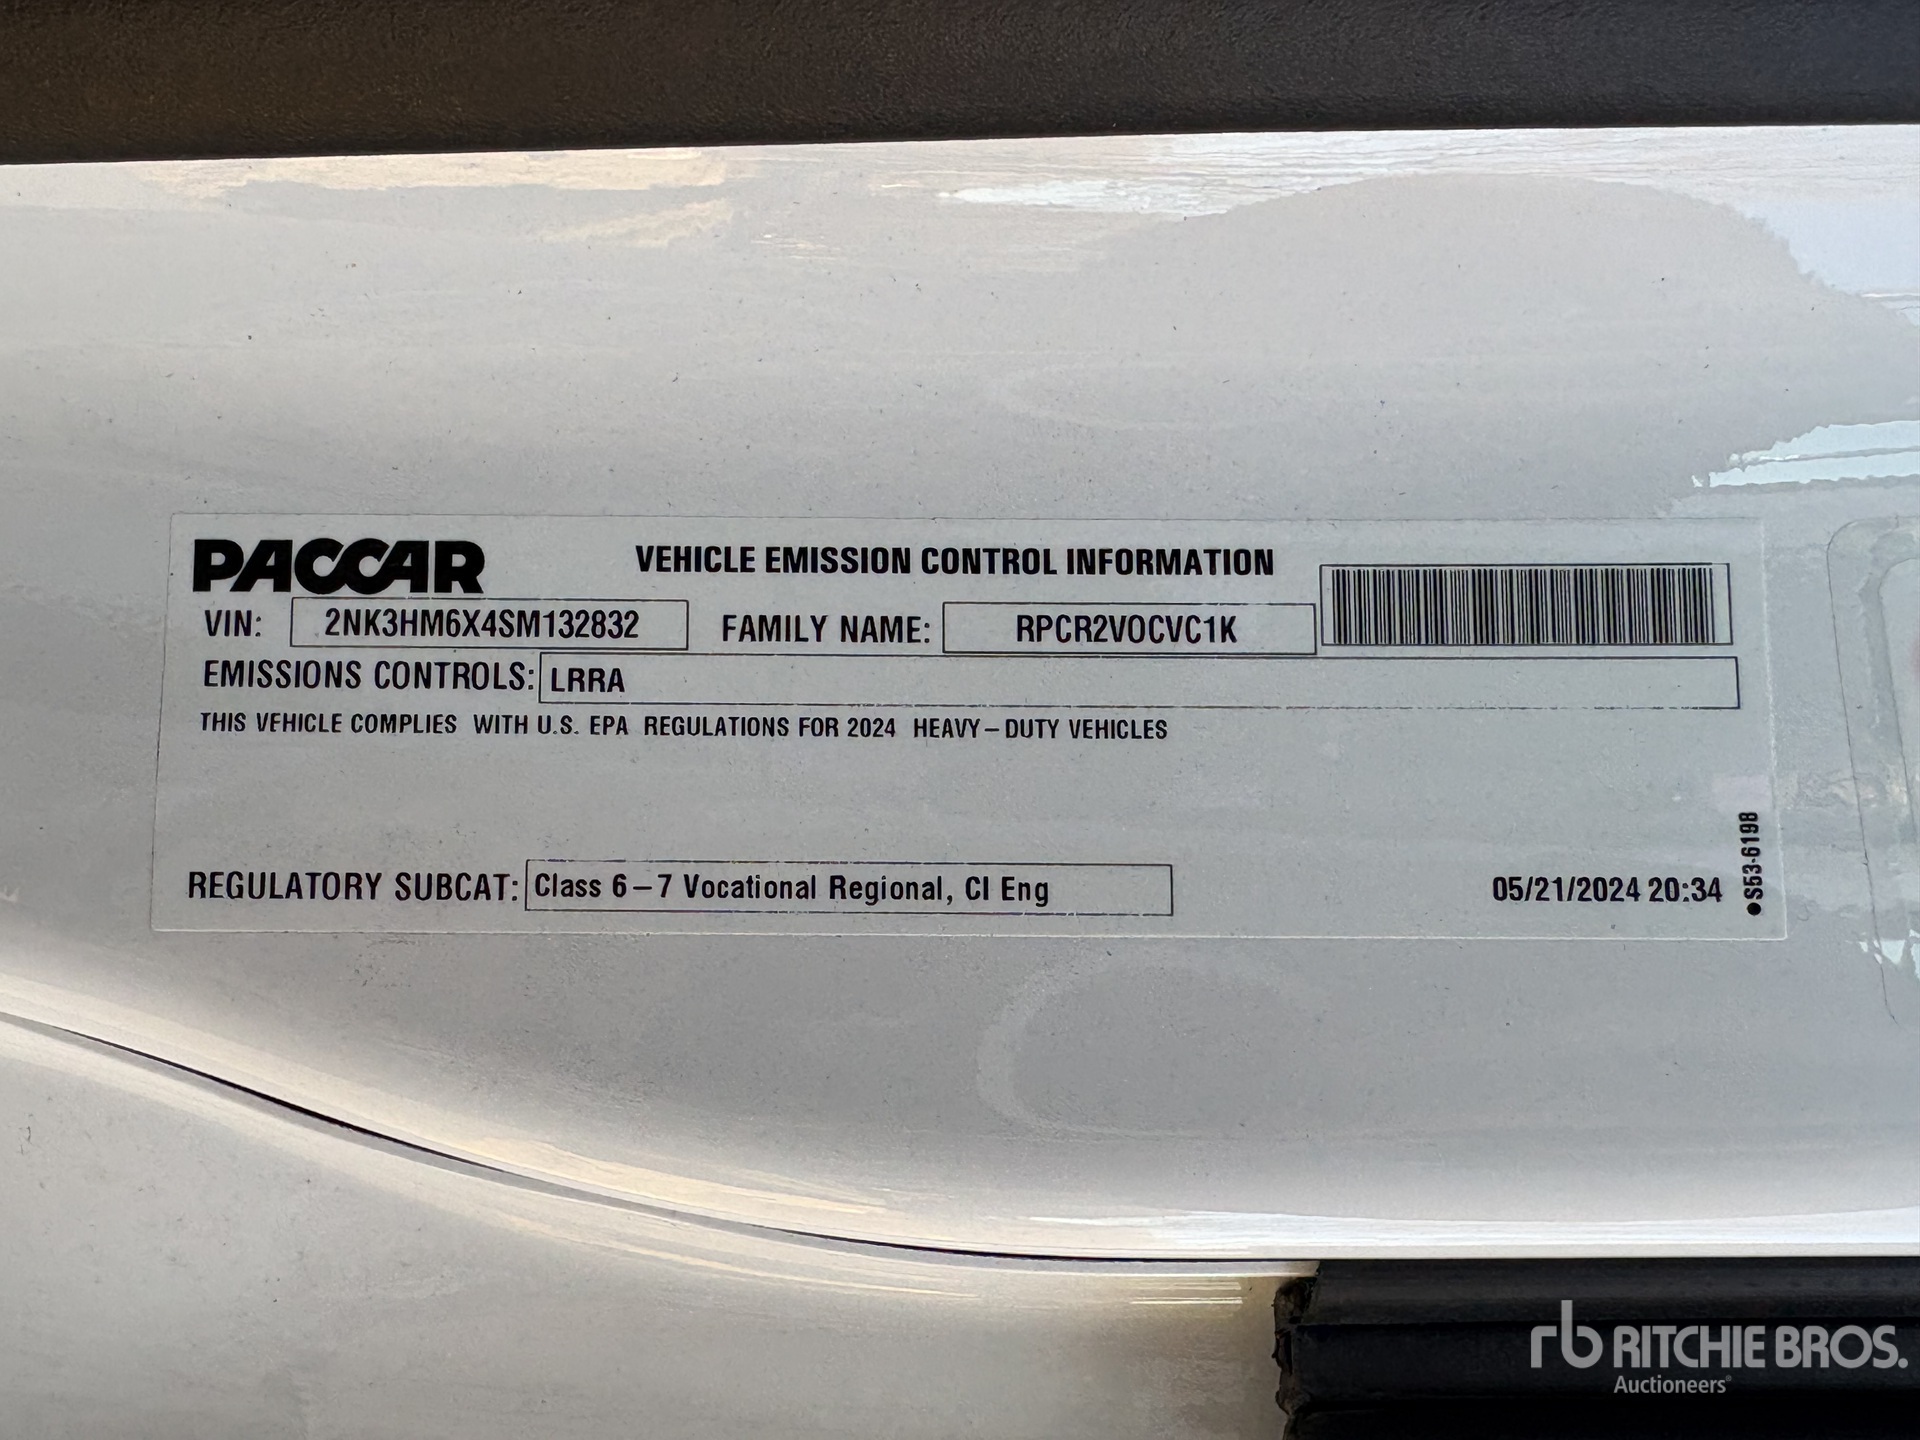 PACCAR VEHICLE EMISSION CONTROL INFORMATION
VIN: 2NK3HM6X4SM132832 FAMILY NAME: RPCR2VOCVC1K
EMISSIONS CONTROLS: LRRA
THIS VEHICLE COMPLIES WITH U.S. EPA REGULATIONS FOR 2024 HEAVY-DUTY VEHICLES
REGULATORY SUBCAT: Class 6-7 Vocational Regional, CI Eng 05/21/2024 20:34
●S53-6198
rb RITCHIE BROS.
Auctioneers®